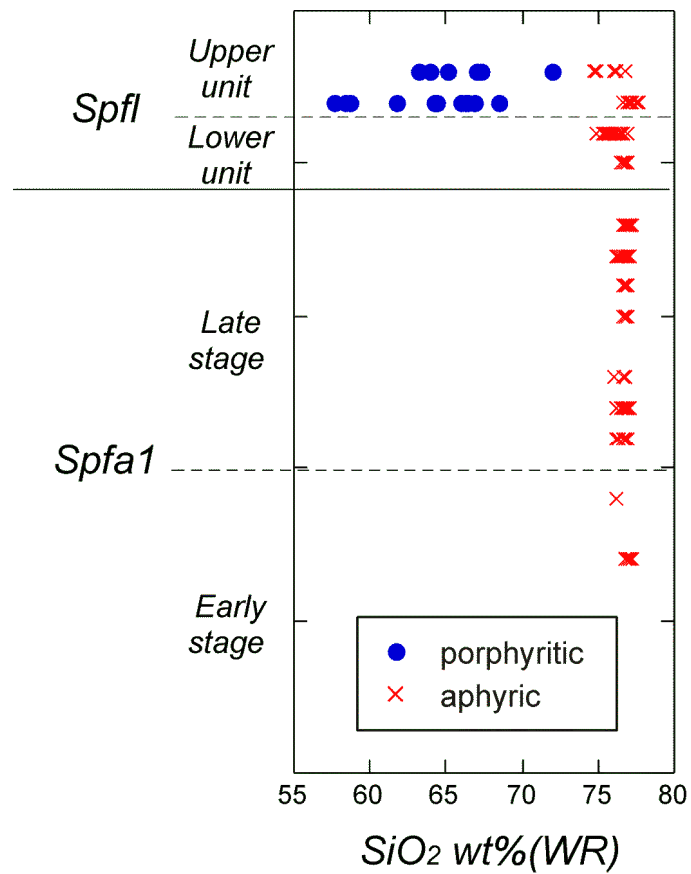 Upper
unit
Spfl
Lower
unit
Late
stage
Spfa1
Early
stage
porphyritic
aphyric
55 60 65 70 75 80
SiO2 wt%(WR)